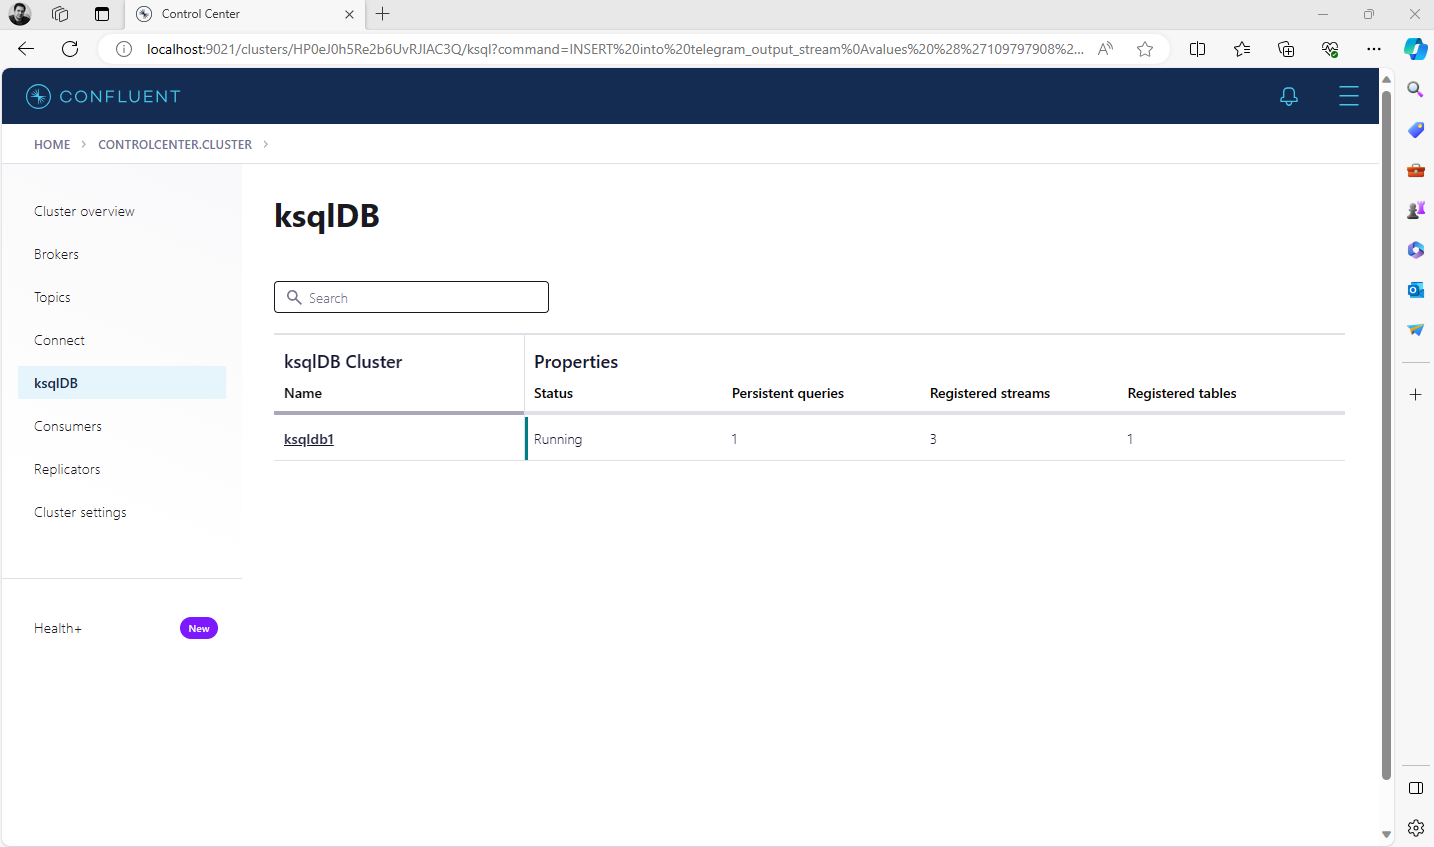 Control Center
localhost:9021/clusters/HP0eJ0h5Re2b6UvRJIAC3Q/ksql?command=INSERT%20into%20telegram_output_stream%0Avalues%20%28%27109797908%2...
CONFLUENT
HOME > CONTROLCENTER.CLUSTER >
Cluster overview
Brokers
Topics
Connect
ksqlDB
Consumers
Replicators
Cluster settings
Health+ New
ksqlDB
Search
ksqlDB Cluster Properties
Name Status Persistent queries Registered streams Registered tables
ksqldb1 Running 1 3 1